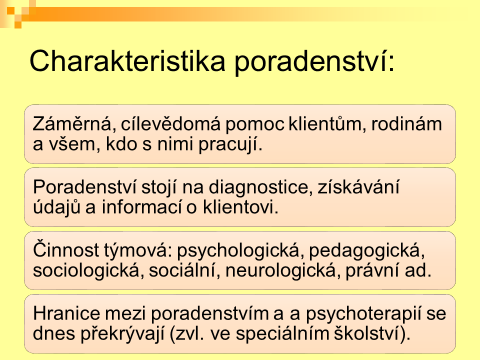 Charakteristika poradenství:
Záměrná, cílevědomá pomoc klientům, rodinám
a všem, kdo s nimi pracují.
Poradenství stojí na diagnostice, získávání
údajů a informací o klientovi.
Činnost týmová: psychologická, pedagogická,
sociologická, sociální, neurologická, právní ad.
Hranice mezi poradenstvím a a psychoterapií se
dnes překrývají (zvl. ve speciálním školství).